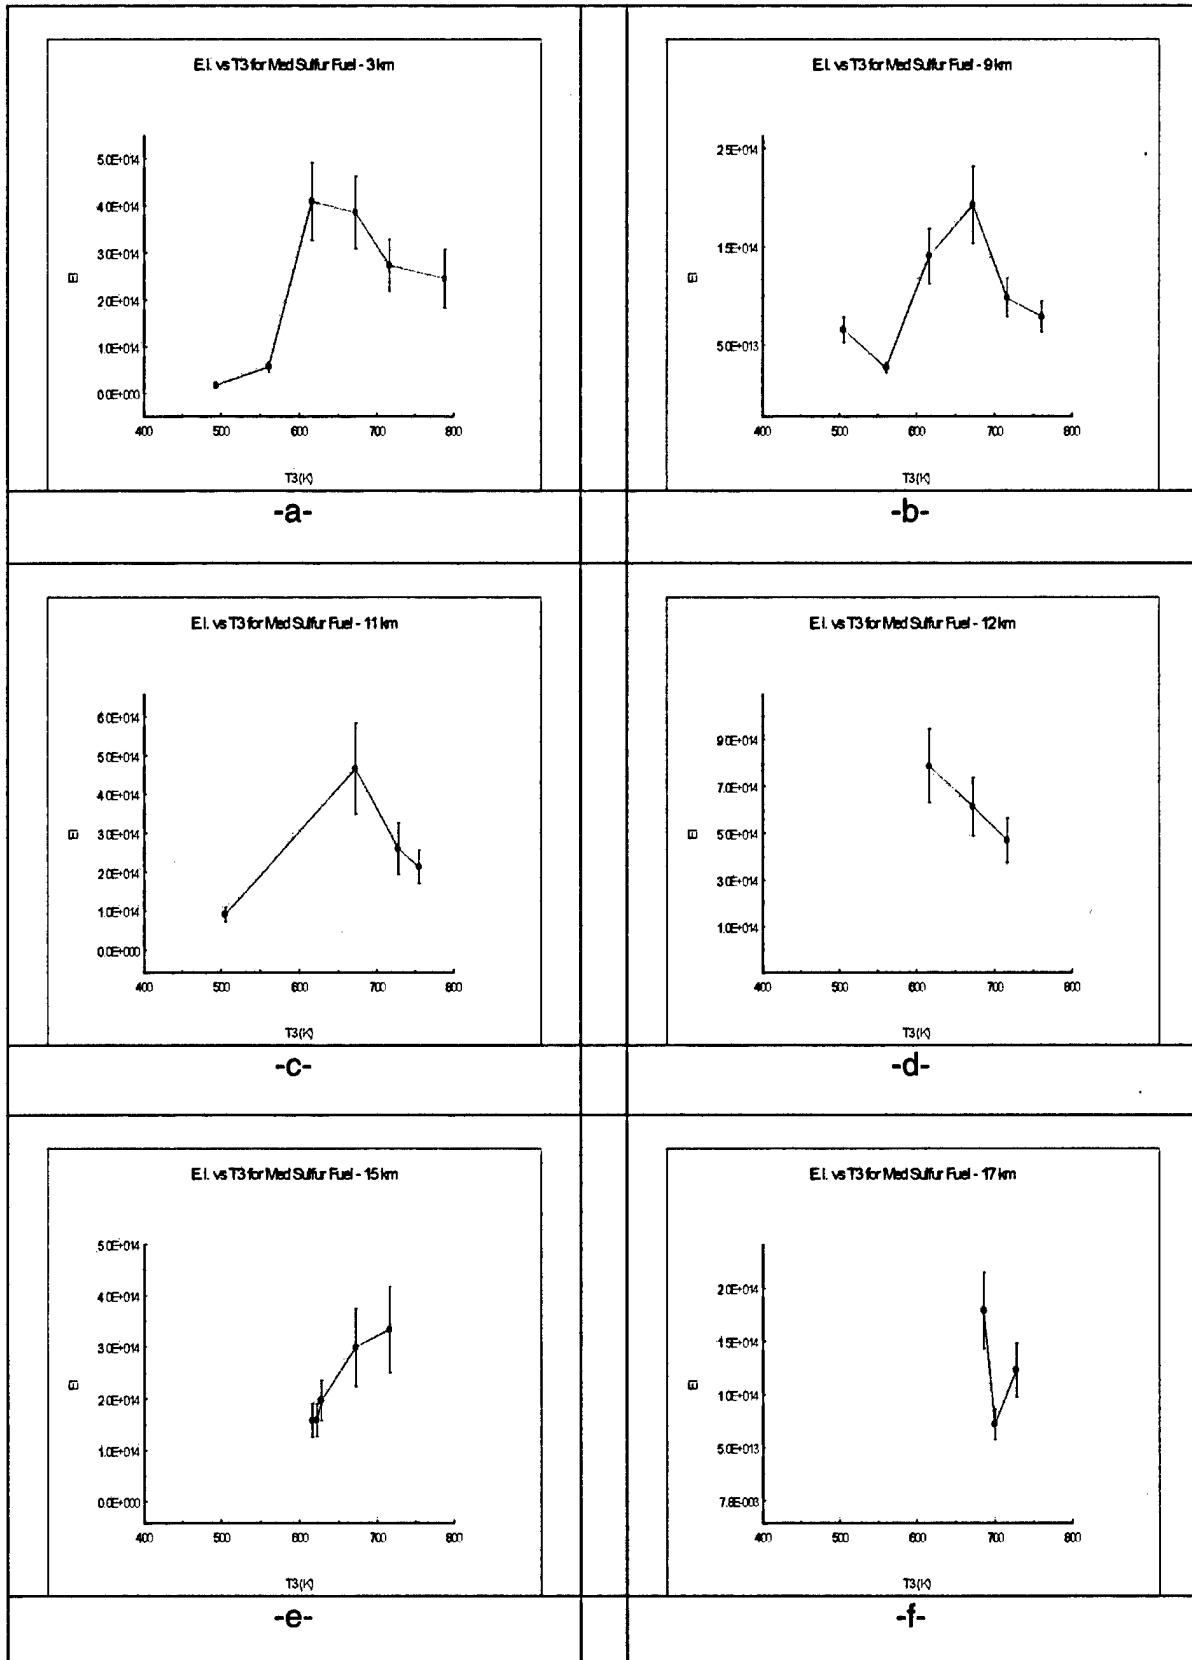 E.I. vs T3 for Med Sulfur Fuel - 3 km
5.0E+014
4.0E+014
3.0E+014
2.0E+014
1.0E+014
0.0E+000
EI
400 500 600 700 800
T3(K)
-a-
E.I. vs T3 for Med Sulfur Fuel - 9 km
2.5E+014
1.5E+014
5.0E+013
EI
400 500 600 700 800
T3(K)
-b-
E.I. vs T3 for Med Sulfur Fuel - 11 km
6.0E+014
5.0E+014
4.0E+014
3.0E+014
2.0E+014
1.0E+014
0.0E+000
EI
400 500 600 700 800
T3(K)
-c-
E.I. vs T3 for Med Sulfur Fuel - 12 km
9.0E+014
7.0E+014
5.0E+014
3.0E+014
1.0E+014
EI
400 500 600 700 800
T3(K)
-d-
E.I. vs T3 for Med Sulfur Fuel - 15 km
5.0E+014
4.0E+014
3.0E+014
2.0E+014
1.0E+014
0.0E+000
EI
400 500 600 700 800
T3(K)
-e-
E.I. vs T3 for Med Sulfur Fuel - 17 km
2.0E+014
1.5E+014
1.0E+014
5.0E+013
7.8E-003
EI
400 500 600 700 800
T3(K)
-f-